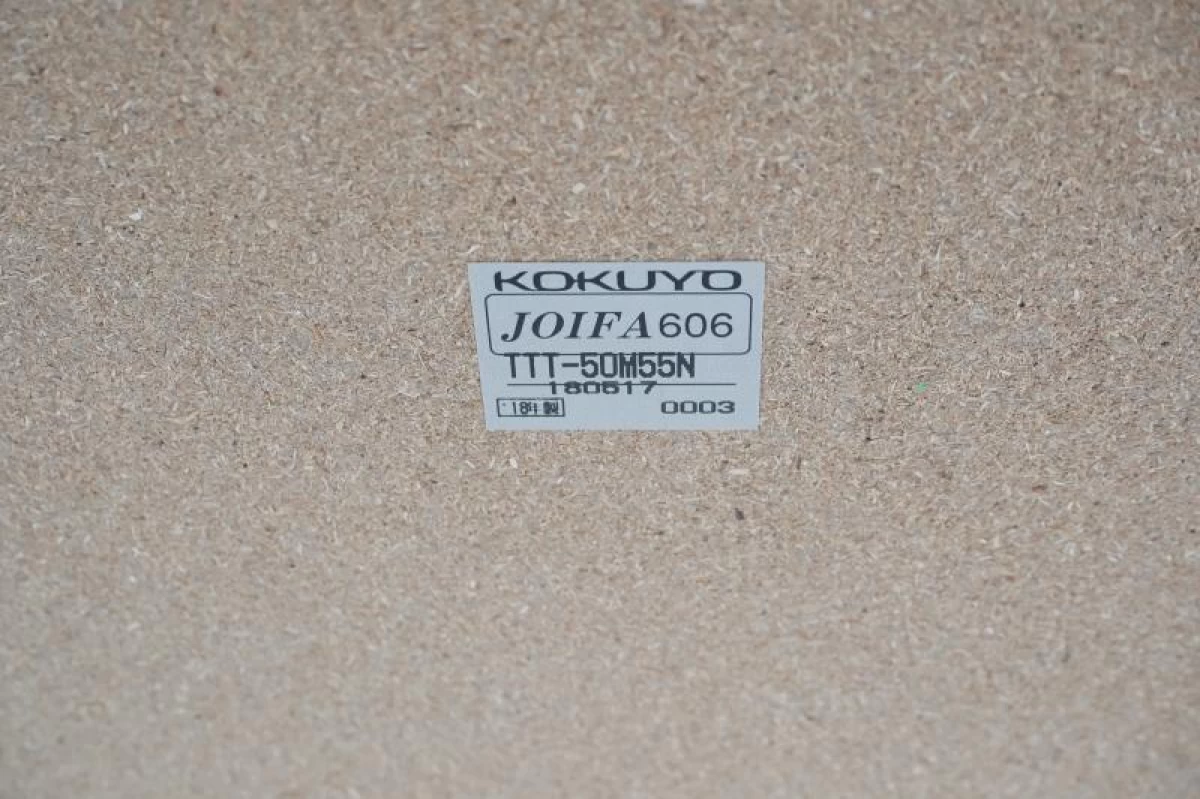 KOKUYO
JOIFA606
TTT-50M55N
180517
'18年製
0003